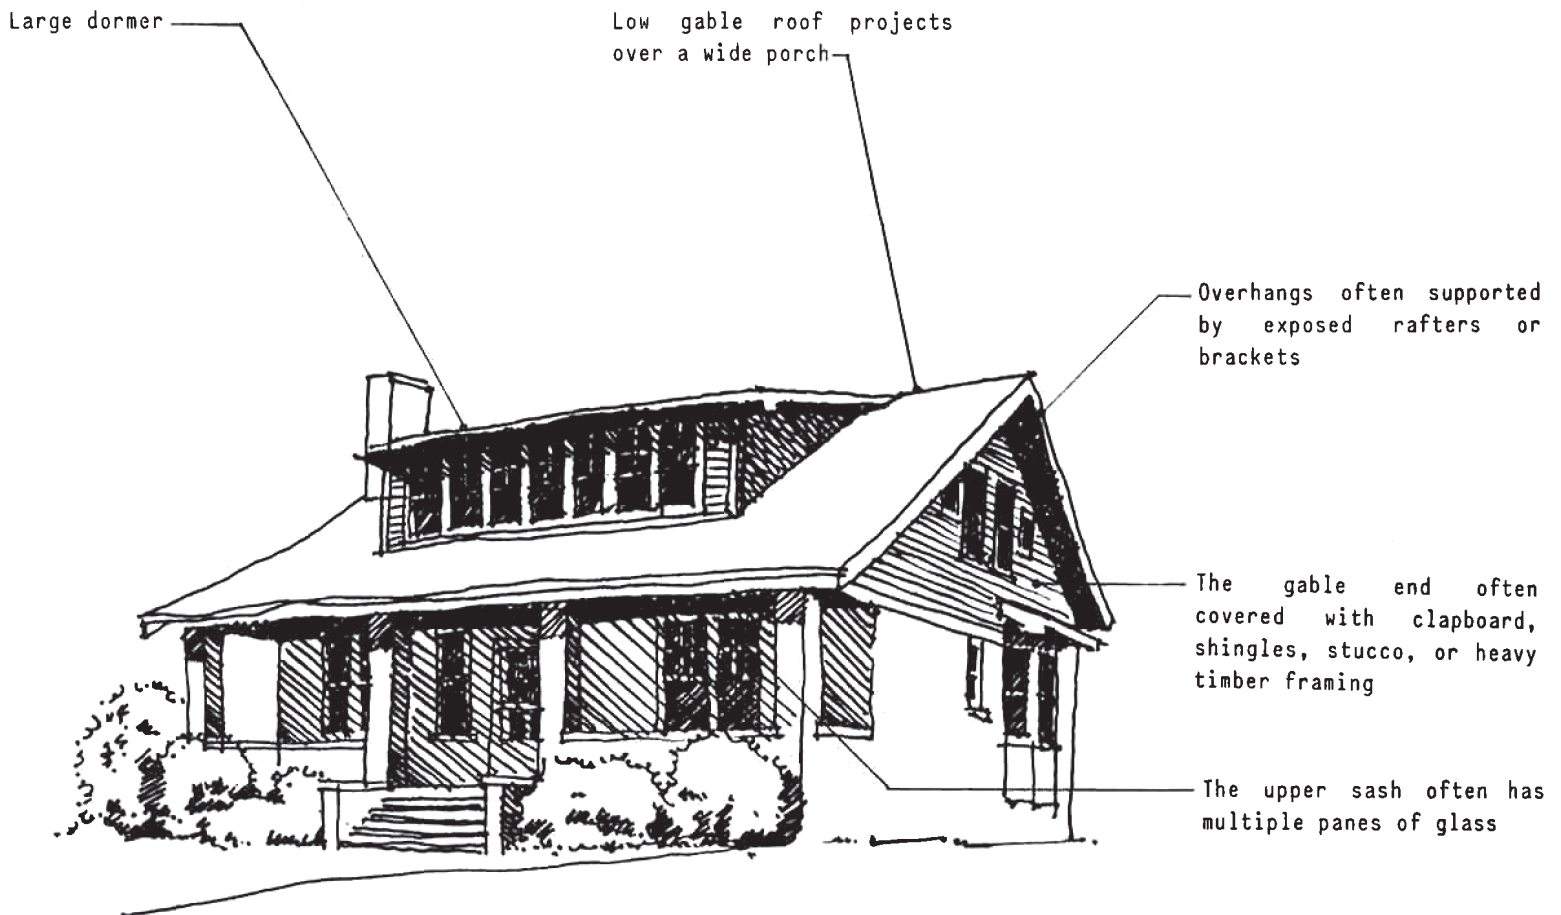 Large dormer
Low gable roof projects
over a wide porch
Overhangs often supported
by exposed rafters or
brackets
The gable end often
covered with clapboard,
shingles, stucco, or heavy
timber framing
The upper sash often has
multiple panes of glass